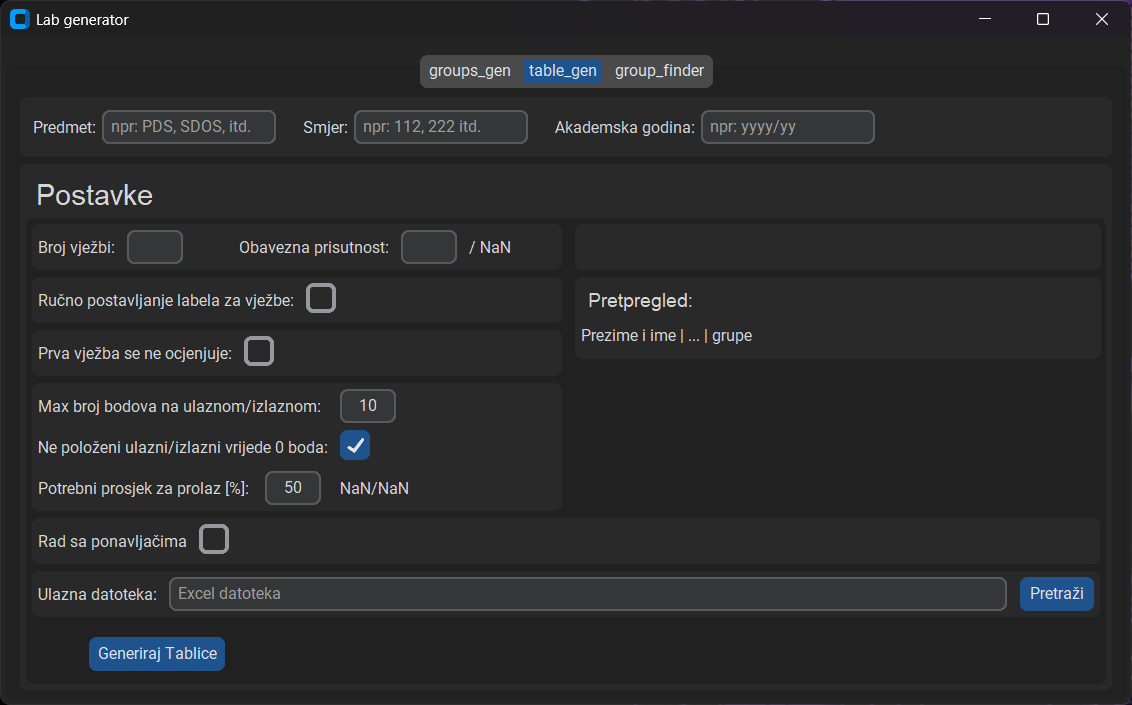 Lab generator
groups_gen table_gen group_finder
Predmet: npr: PDS, SDOS, itd. Smjer: npr: 112, 222 itd. Akademska godina: npr: yyyy/yy
Postavke
Broj vježbi: Obavezna prisutnost: / NaN
Ručno postavljanje labela za vježbe:
Pretpregled:
Prezime i ime | ... | grupe
Prva vježba se ne ocjenjuje:
Max broj bodova na ulaznom/izlaznom: 10
Ne položeni ulazni/izlazni vrijede 0 boda:
Potrebni prosjek za prolaz [%]: 50 NaN/NaN
Rad sa ponavljačima
Ulazna datoteka: Excel datoteka Pretraži
Generiraj Tablice